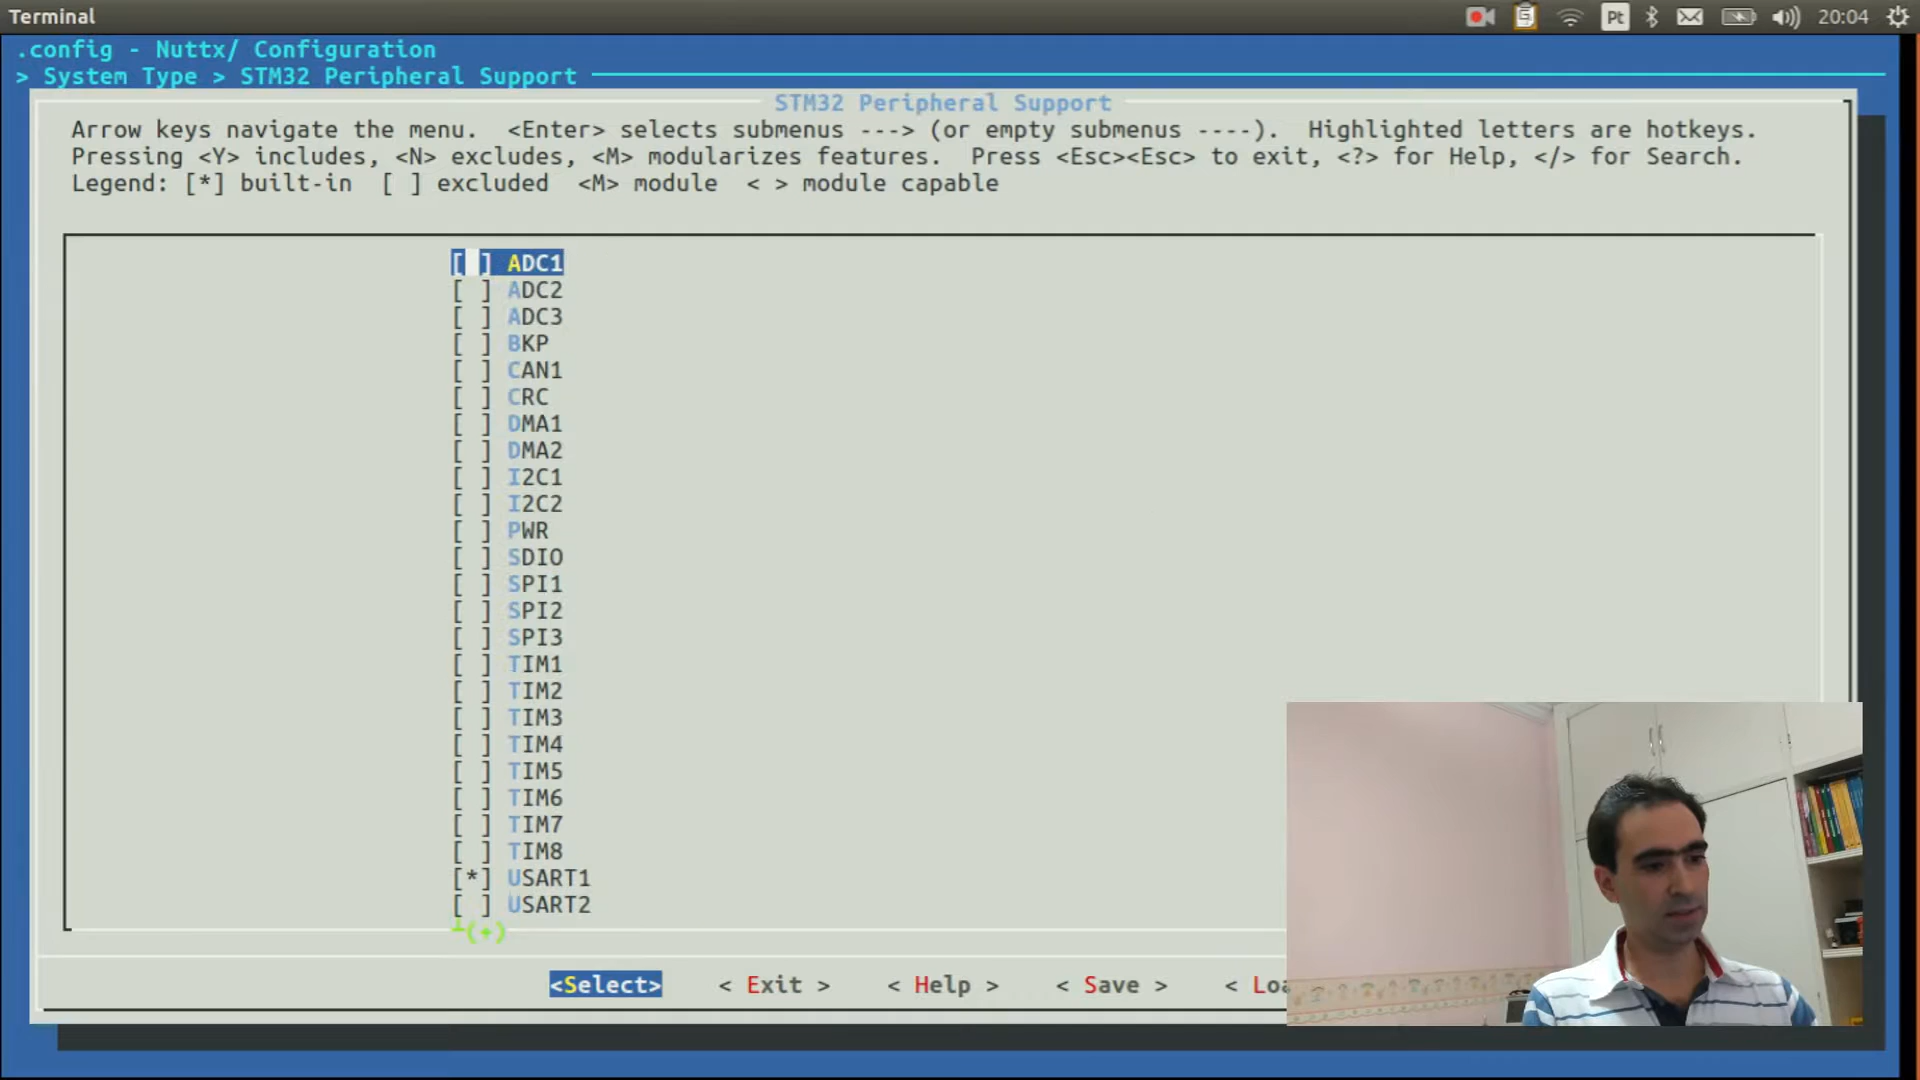 Terminal
Pt
20:04
.config - Nuttx/ Configuration
> System Type > STM32 Peripheral Support
STM32 Peripheral Support
Arrow keys navigate the menu.  <Enter> selects submenus ---> (or empty submenus ----).  Highlighted letters are hotkeys.
Pressing <Y> includes, <N> excludes, <M> modularizes features.  Press <Esc><Esc> to exit, <?> for Help, </> for Search.
Legend: [*] built-in  [ ] excluded  <M> module  < > module capable
[ ] ADC1
[ ] ADC2
[ ] ADC3
[ ] BKP
[ ] CAN1
[ ] CRC
[ ] DMA1
[ ] DMA2
[ ] I2C1
[ ] I2C2
[ ] PWR
[ ] SDIO
[ ] SPI1
[ ] SPI2
[ ] SPI3
[ ] TIM1
[ ] TIM2
[ ] TIM3
[ ] TIM4
[ ] TIM5
[ ] TIM6
[ ] TIM7
[ ] TIM8
[*] USART1
[ ] USART2
(+)
<Select>    < Exit >    < Help >    < Save >    < Loa